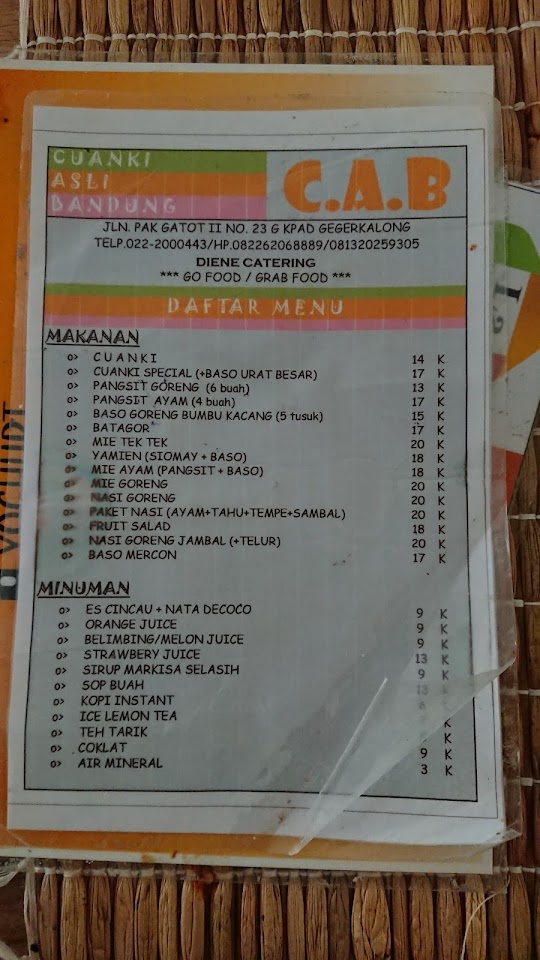 CUANKI
ASLI
BANDUNG
C.A.B
JLN. PAK GATOT II NO. 23 G KPAD GEGERKALONG
TELP.022-2000443/HP.082262068889/081320259305
DIENE CATERING
*** GO FOOD / GRAB FOOD ***
DAFTAR MENU
MAKANAN
o> CUANKI 14 K
o> CUANKI SPECIAL (+BASO URAT BESAR) 17 K
o> PANGSIT GORENG (6 buah) 13 K
o> PANGSIT AYAM (4 buah) 17 K
o> BASO GORENG BUMBU KACANG (5 tusuk) 15 K
o> BATAGOR 17 K
o> MIE TEK TEK 20 K
o> YAMIEN (SIOMAY + BASO) 18 K
o> MIE AYAM (PANGSIT + BASO) 18 K
o> MIE GORENG 20 K
o> NASI GORENG 20 K
o> PAKET NASI (AYAM+TAHU+TEMPE+SAMBAL) 20 K
o> FRUIT SALAD 18 K
o> NASI GORENG JAMBAL (+TELUR) 20 K
o> BASO MERCON 17 K
MINUMAN
o> ES CINCAU + NATA DECOCO 9 K
o> ORANGE JUICE 9 K
o> BELIMBING/MELON JUICE 9 K
o> STRAWBERY JUICE 13 K
o> SIRUP MARKISA SELASIH 9 K
o> SOP BUAH 13 K
o> KOPI INSTANT K
o> ICE LEMON TEA K
o> TEH TARIK K
o> COKLAT 9 K
o> AIR MINERAL 3 K
YOGHURT